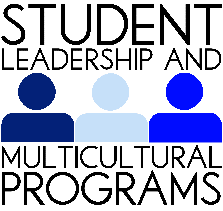 STUDENT
LEADERSHIP AND
MULTICULTURAL
PROGRAMS